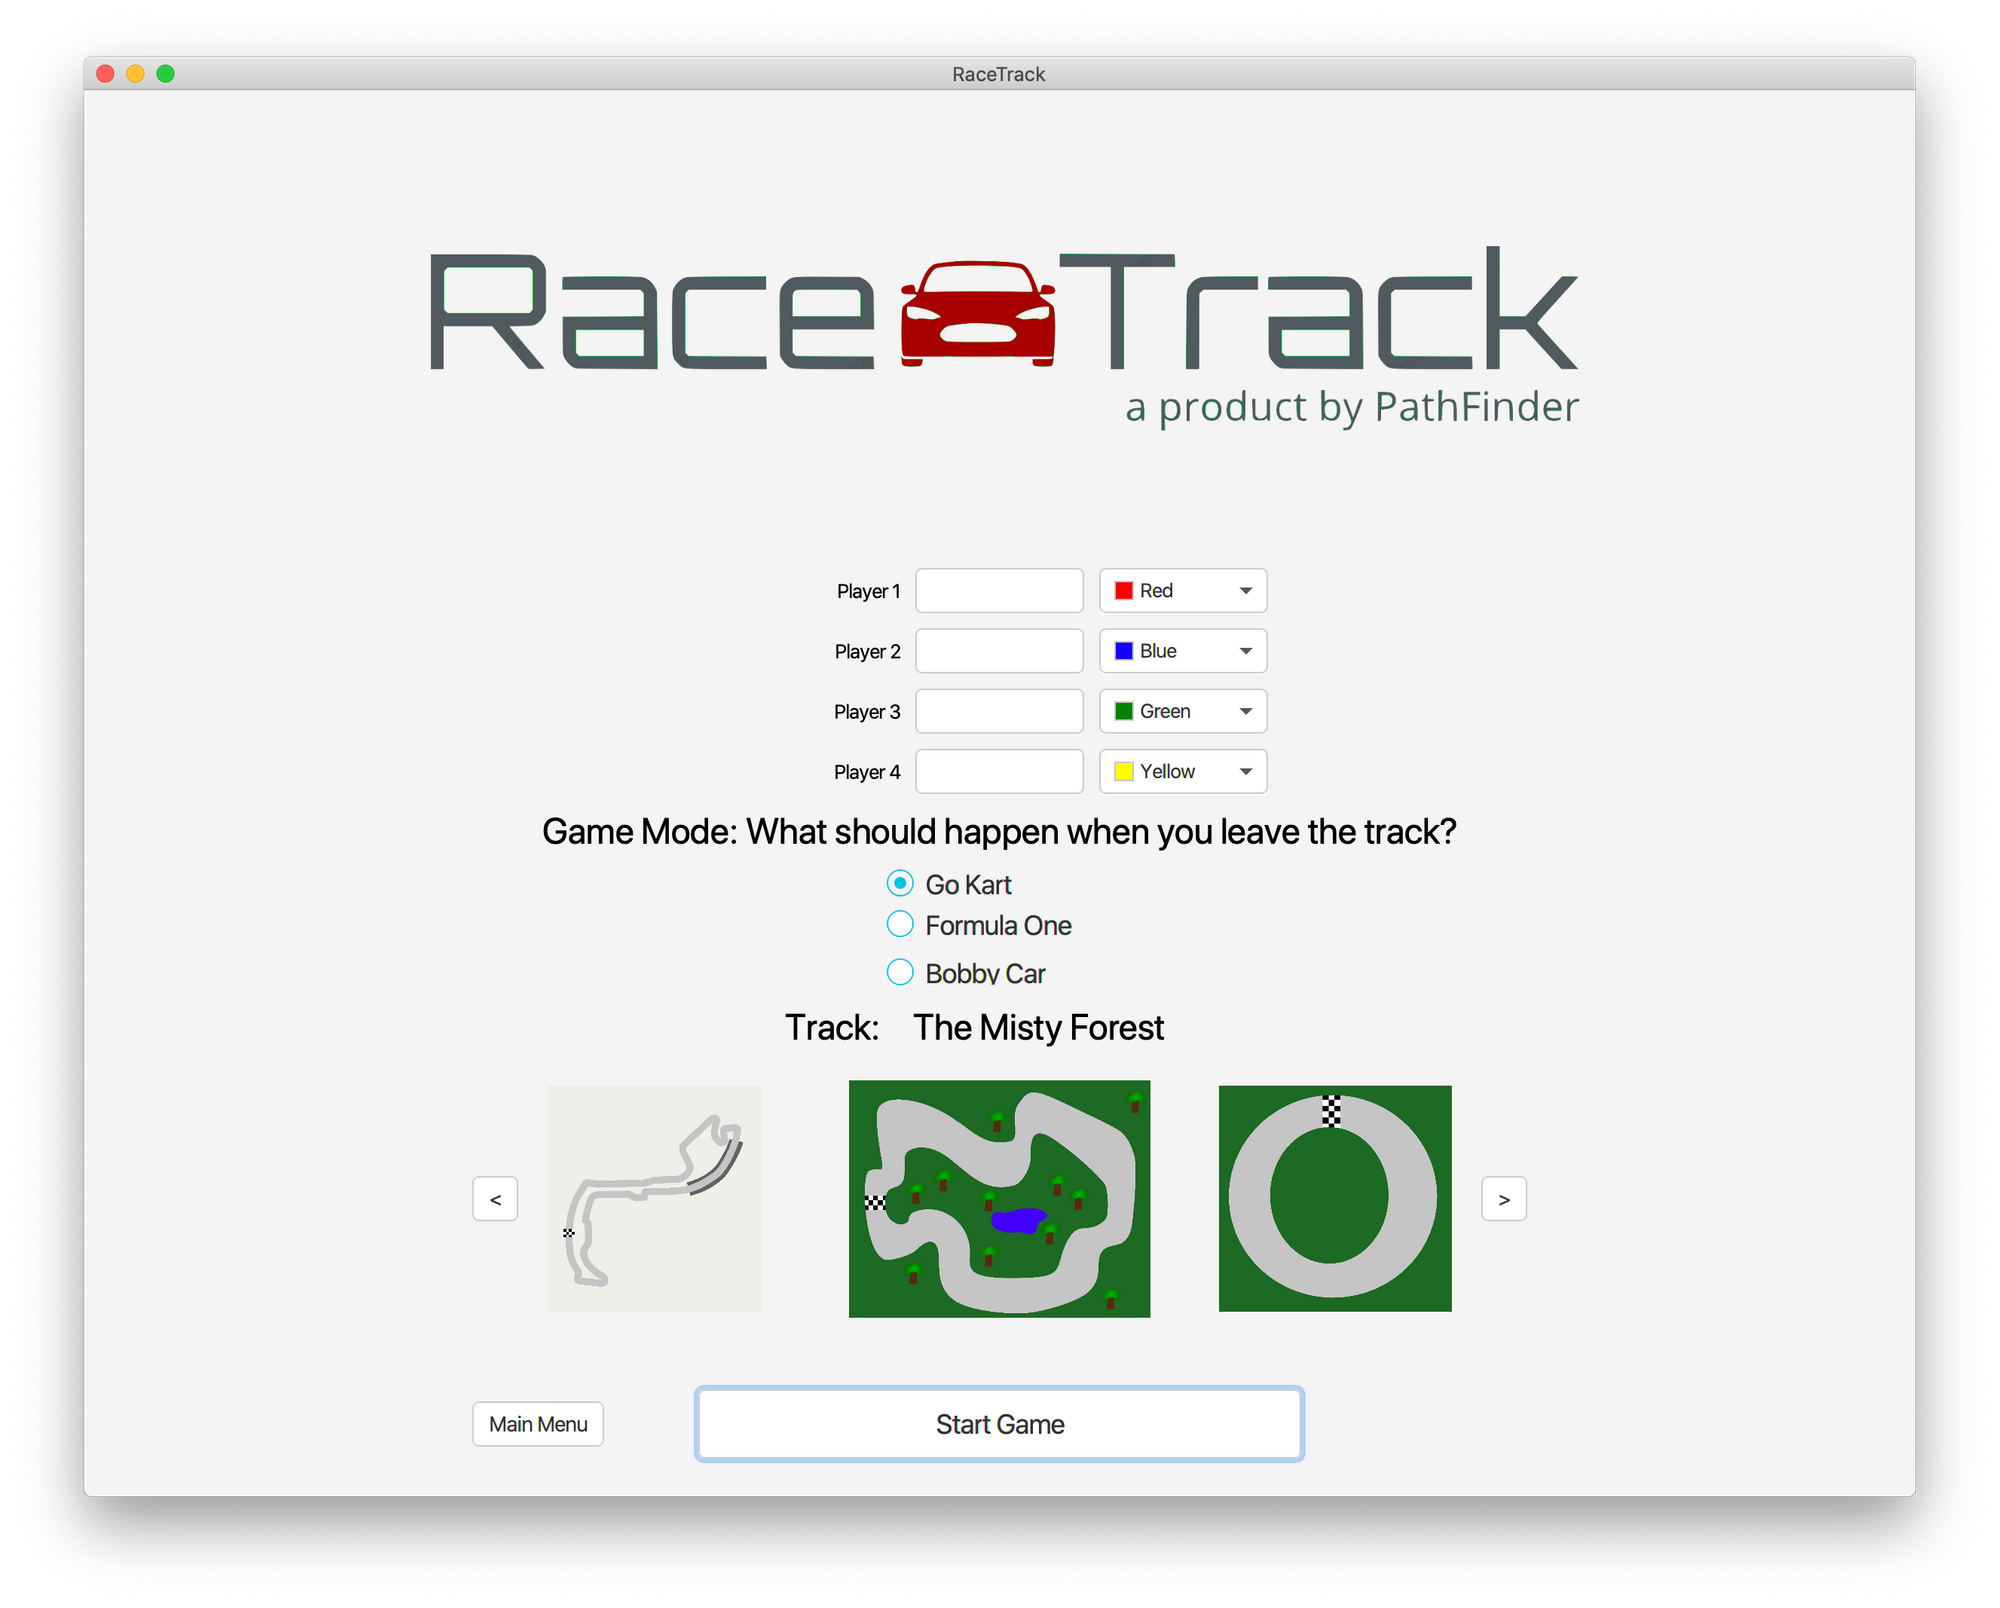 RaceTrack
Race Track
a product by PathFinder
Player 1 Red
Player 2 Blue
Player 3 Green
Player 4 Yellow
Game Mode: What should happen when you leave the track?
Go Kart
Formula One
Bobby Car
Track: The Misty Forest
< >
Main Menu Start Game